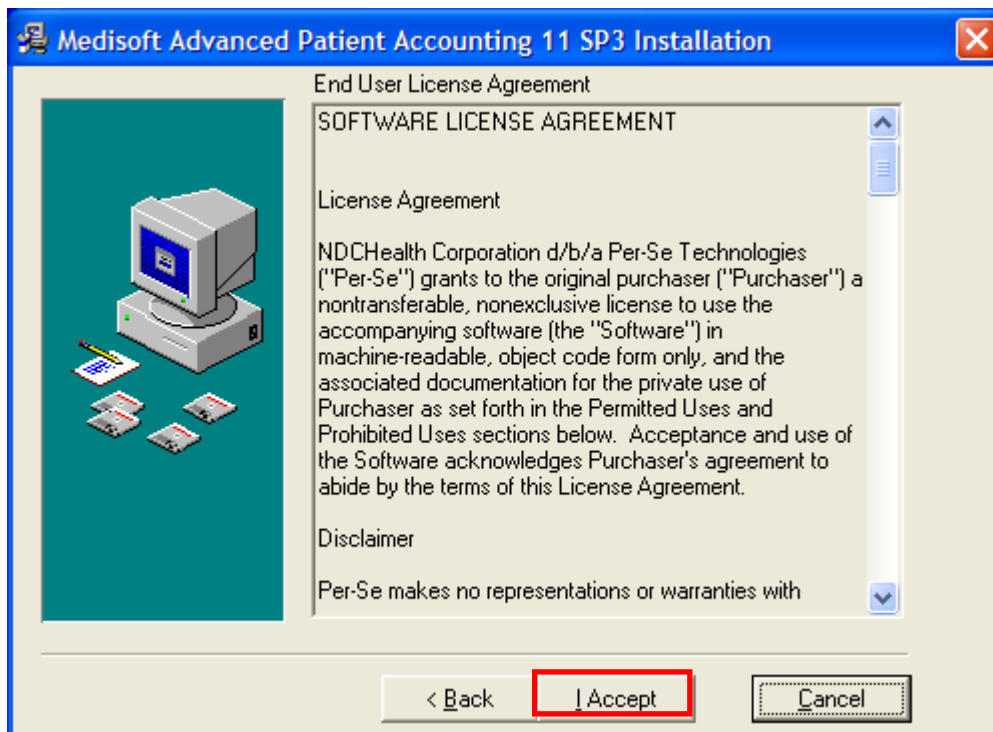 Medisoft Advanced Patient Accounting 11 SP3 Installation
End User License Agreement
SOFTWARE LICENSE AGREEMENT
License Agreement
NDCHealth Corporation d/b/a Per-Se Technologies
("Per-Se") grants to the original purchaser ("Purchaser") a
nontransferable, nonexclusive license to use the
accompanying software (the "Software") in
machine-readable, object code form only, and the
associated documentation for the private use of
Purchaser as set forth in the Permitted Uses and
Prohibited Uses sections below.  Acceptance and use of
the Software acknowledges Purchaser's agreement to
abide by the terms of this License Agreement.
Disclaimer
Per-Se makes no representations or warranties with
< Back
I Accept
Cancel